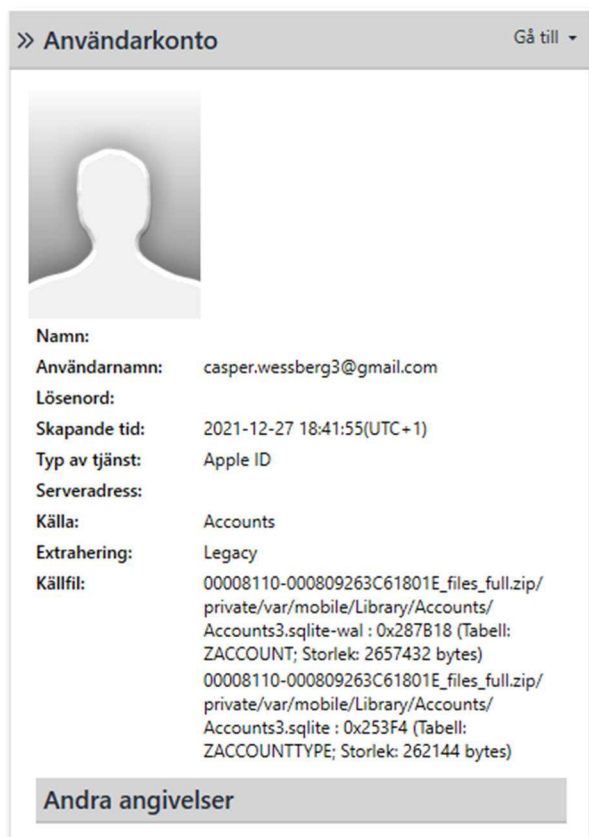 » Användarkonto
Gå till
Namn:
Användarnamn: casper.wessberg3@gmail.com
Lösenord:
Skapande tid: 2021-12-27 18:41:55(UTC+1)
Typ av tjänst: Apple ID
Serveradress:
Källa: Accounts
Extrahering: Legacy
Källfil: 00008110-000809263C61801E_files_full.zip/
private/var/mobile/Library/Accounts/
Accounts3.sqlite-wal : 0x287B18 (Tabell:
ZACCOUNT; Storlek: 2657432 bytes)
00008110-000809263C61801E_files_full.zip/
private/var/mobile/Library/Accounts/
Accounts3.sqlite : 0x253F4 (Tabell:
ZACCOUNTTYPE; Storlek: 262144 bytes)
Andra angivelser